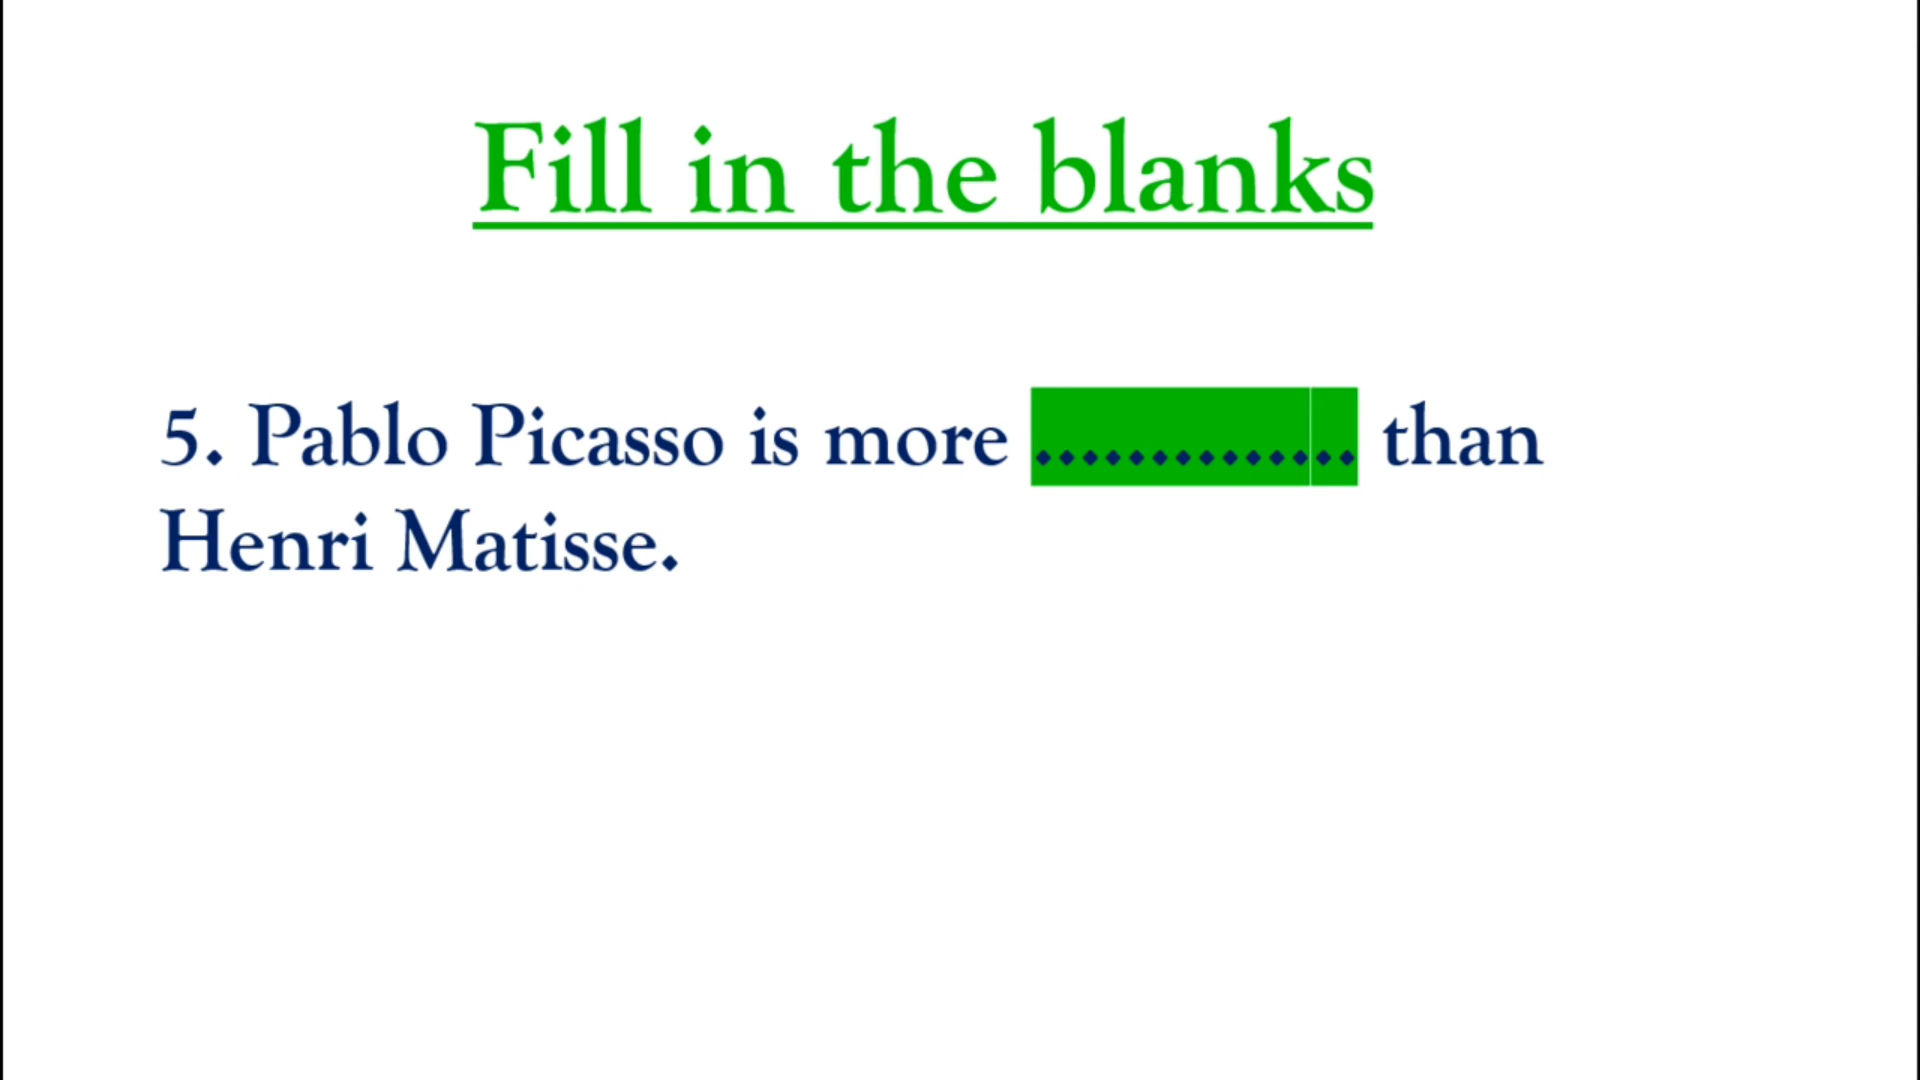 Fill in the blanks
5. Pablo Picasso is more .............. than
Henri Matisse.